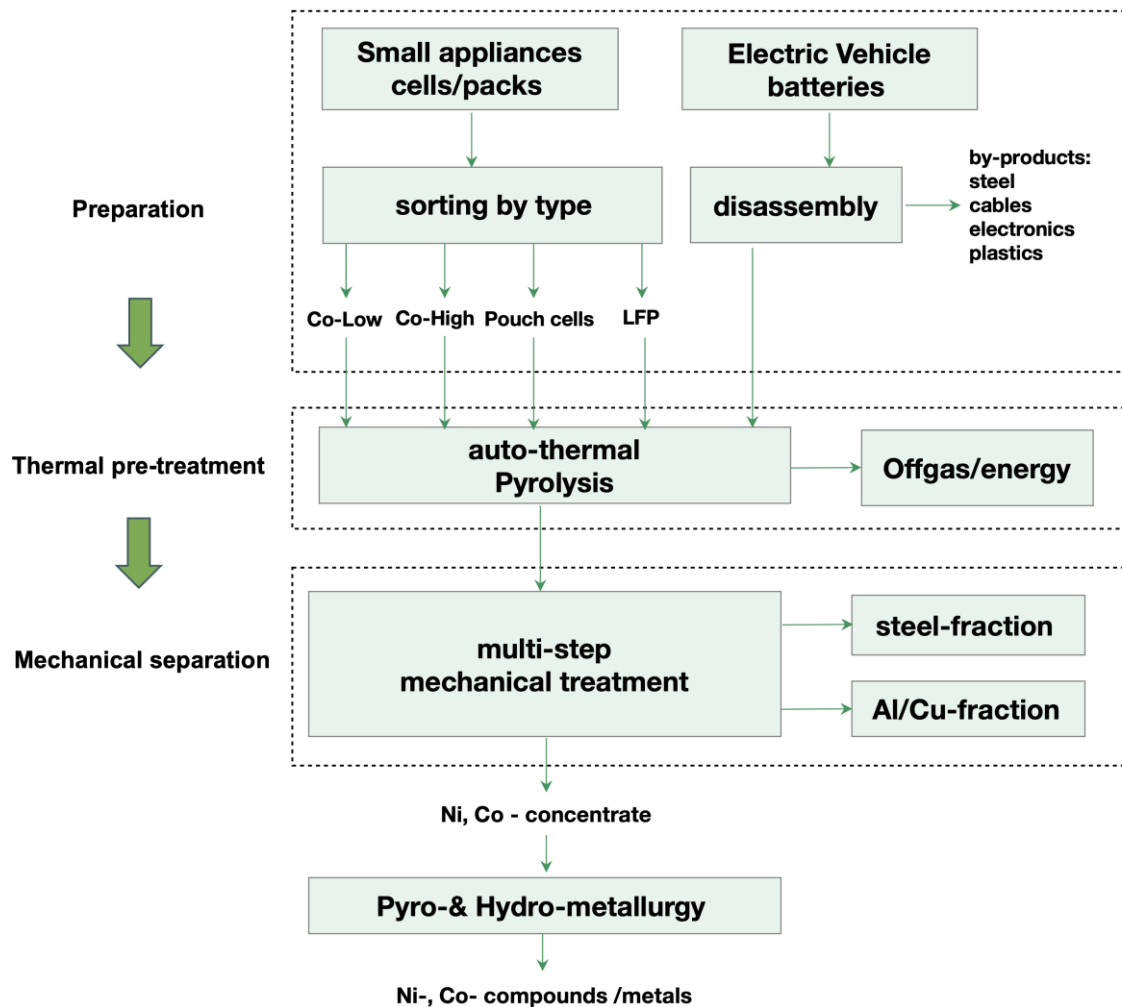 Small appliances
cells/packs
Electric Vehicle
batteries
by-products:
steel
cables
electronics
plastics
Preparation
sorting by type
disassembly
Co-Low
Co-High
Pouch cells
LFP
Thermal pre-treatment
auto-thermal
Pyrolysis
Offgas/energy
Mechanical separation
multi-step
mechanical treatment
steel-fraction
Al/Cu-fraction
Ni, Co - concentrate
Pyro-& Hydro-metallurgy
Ni-, Co- compounds /metals